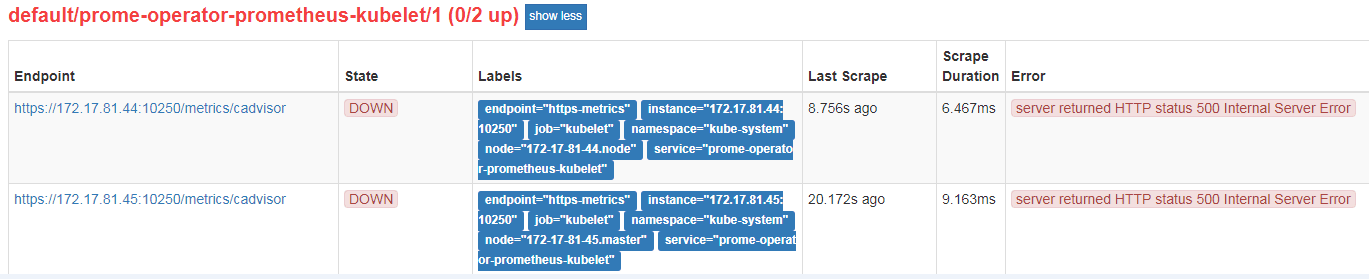 default/prome-operator-prometheus-kubelet/1 (0/2 up) show less
Scrape
Endpoint State Labels Last Scrape Duration Error
https://172.17.81.44:10250/metrics/cadvisor DOWN endpoint="https-metrics" instance="172.17.81.44: 8.756s ago 6.467ms server returned HTTP status 500 Internal Server Error
10250" job="kubelet" namespace="kube-system"
node="172-17-81-44.node" service="prome-operato
r-prometheus-kubelet"
https://172.17.81.45:10250/metrics/cadvisor DOWN endpoint="https-metrics" instance="172.17.81.45: 20.172s ago 9.163ms server returned HTTP status 500 Internal Server Error
10250" job="kubelet" namespace="kube-system"
node="172-17-81-45.master" service="prome-operat
or-prometheus-kubelet"